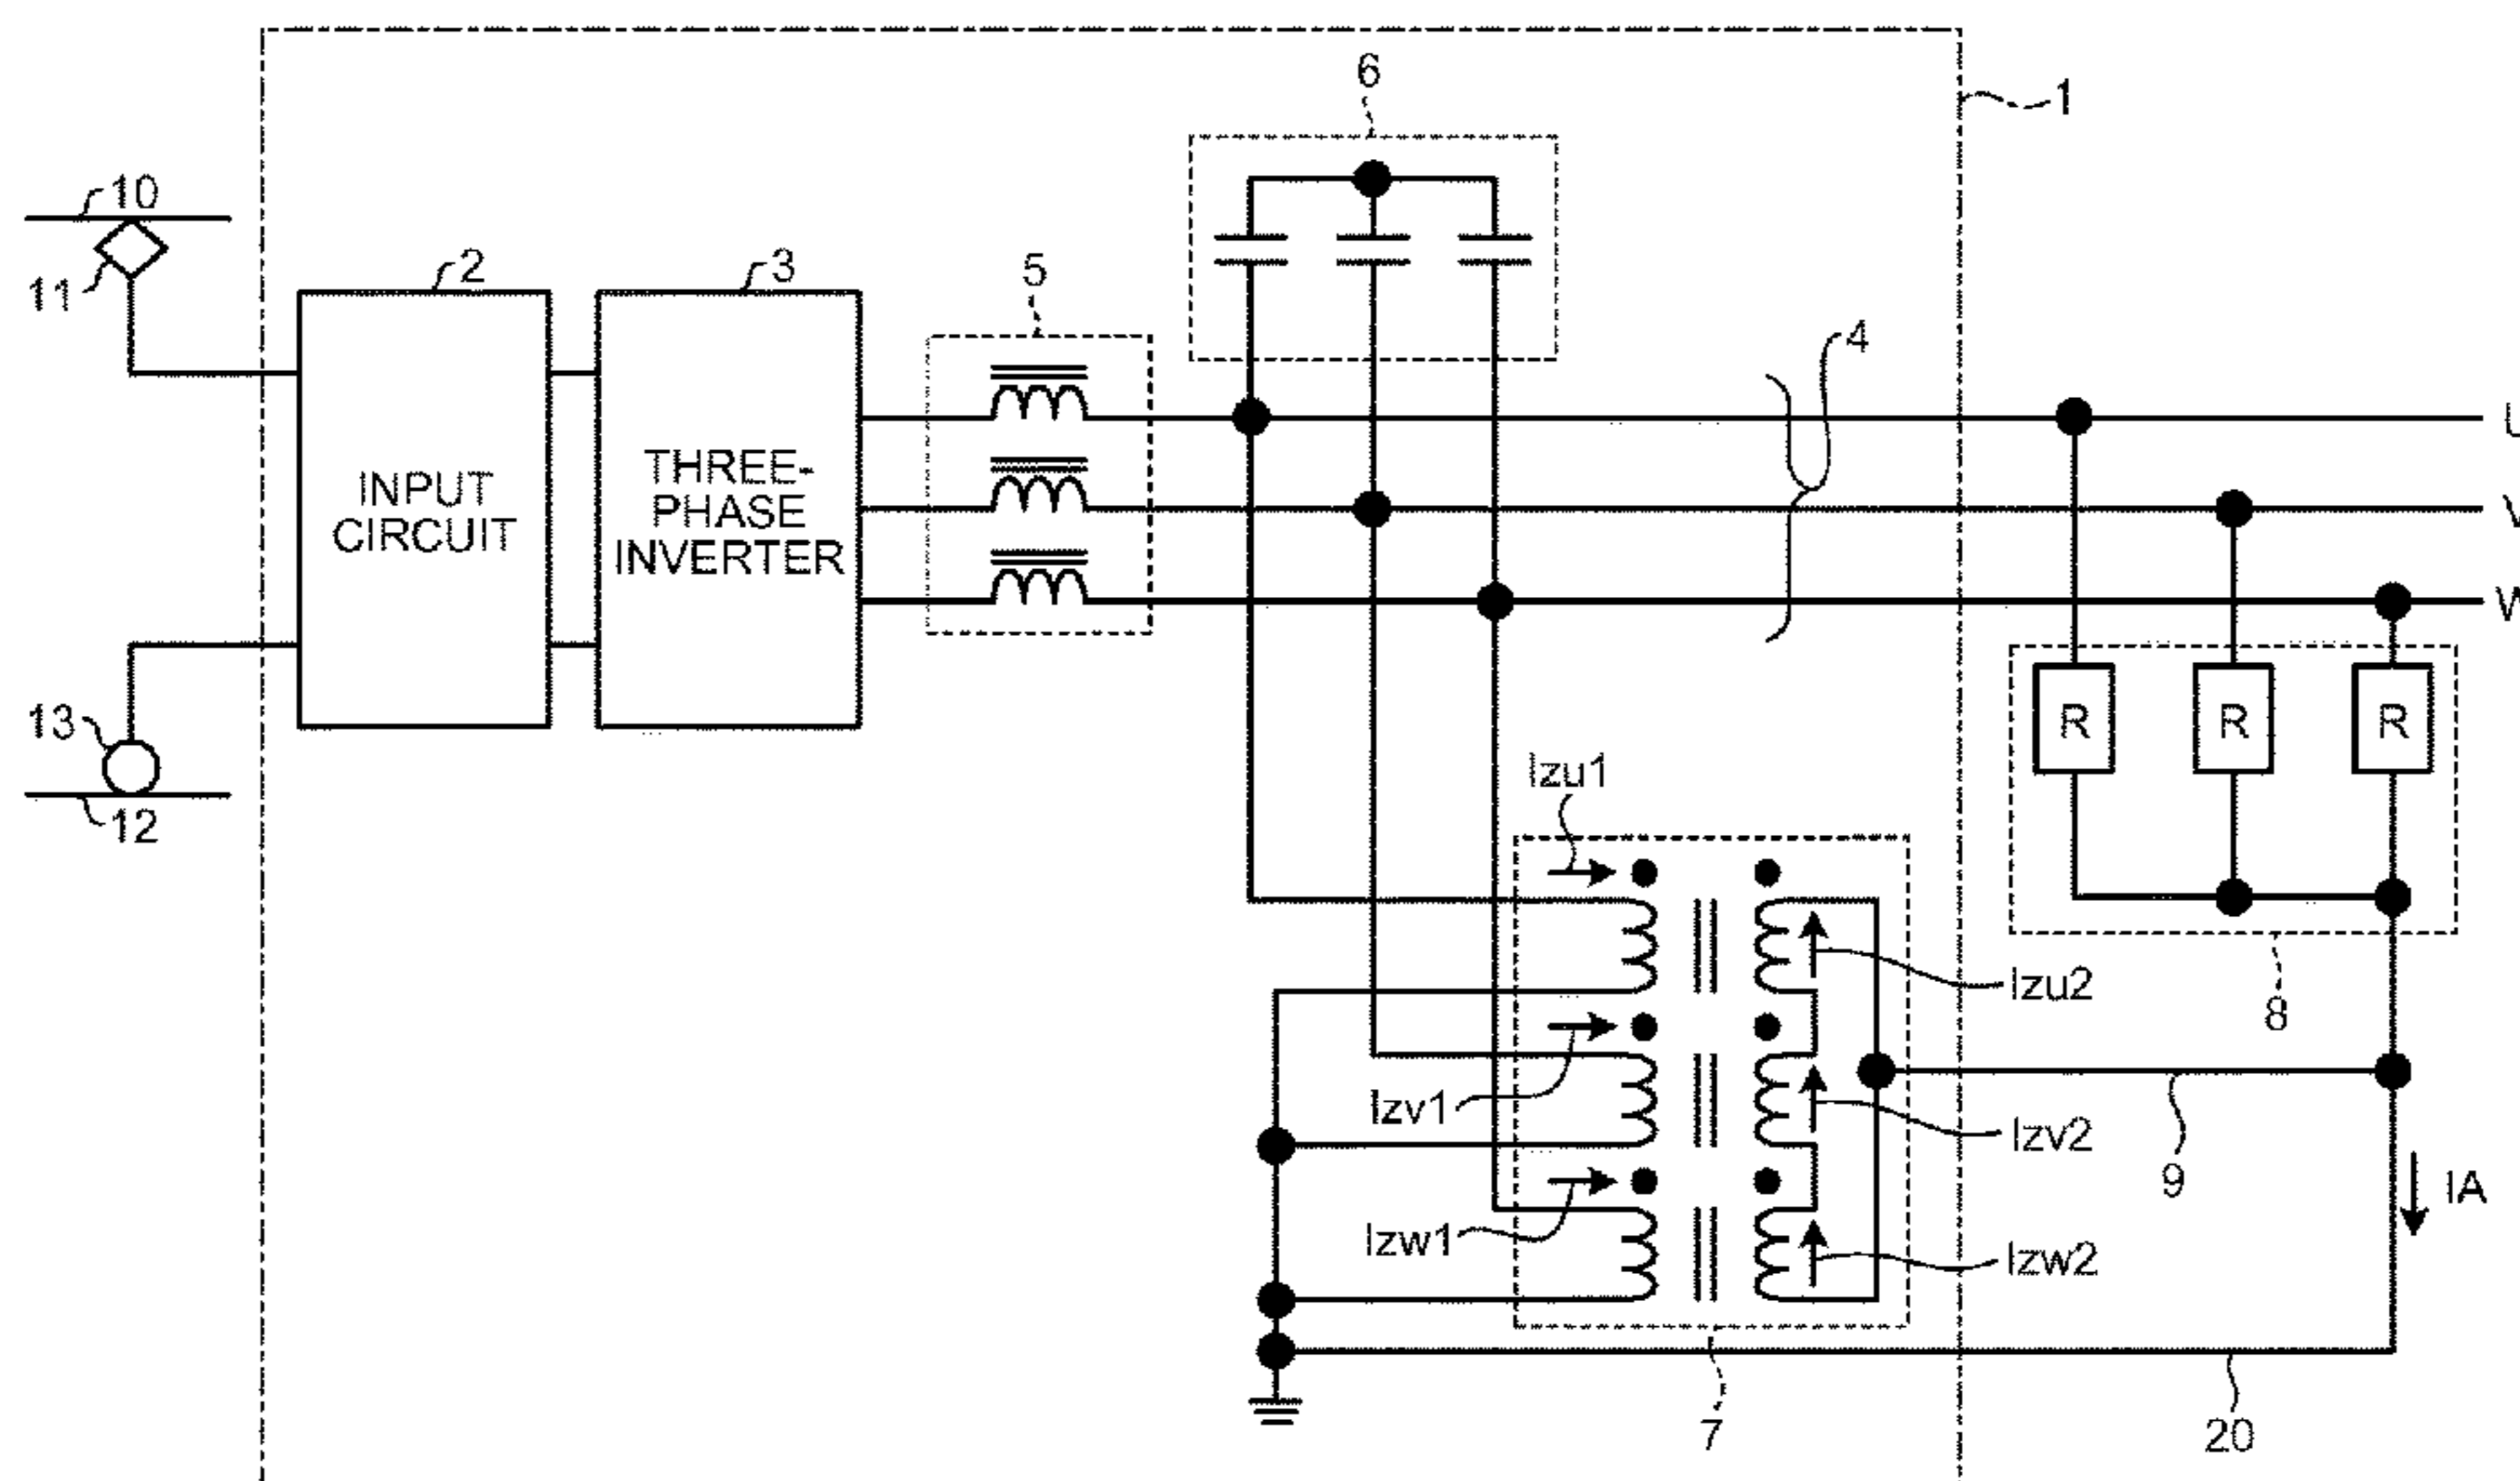 6
1
10
11
2
3
5
4
U
INPUT
CIRCUIT
THREE-
PHASE
INVERTER
V
W
13
12
R R R
Izu1
Izu2
8
Izv1
Izv2
9
IA
Izw1
Izw2
7
20